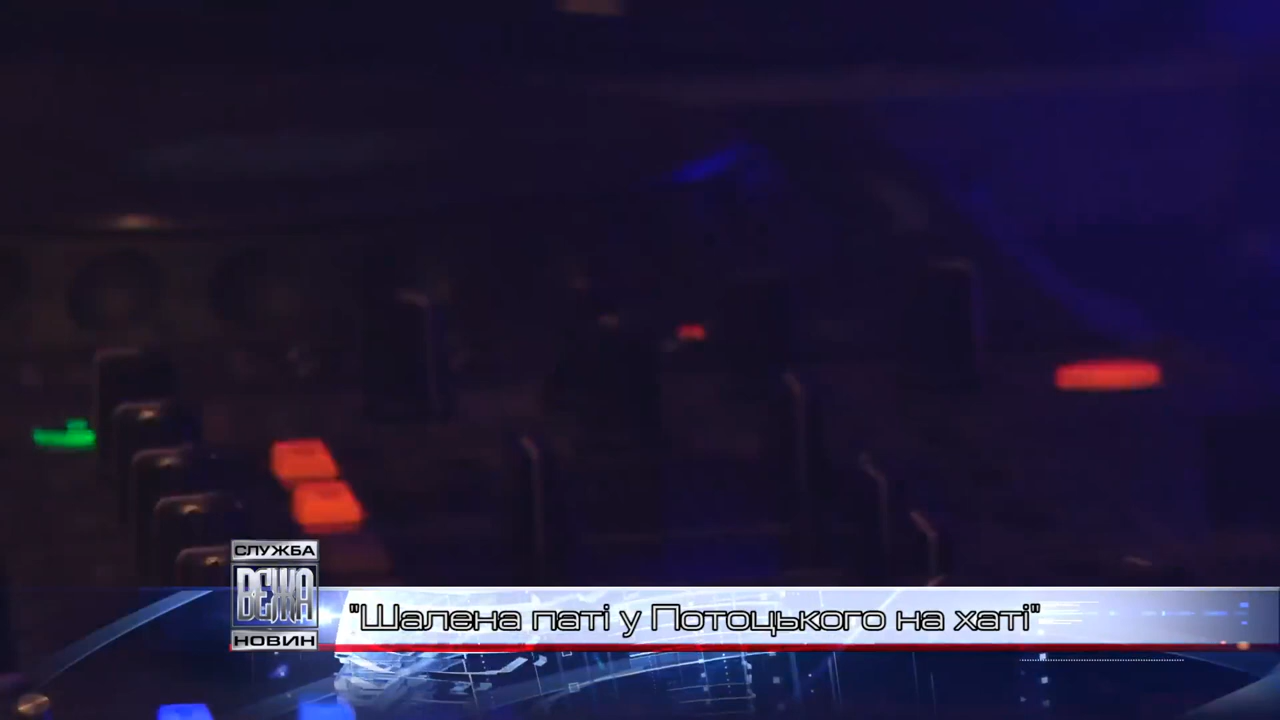 СЛУЖБА
ВЕЖА
НОВИН
"Шалена паті у Потоцького на хаті"